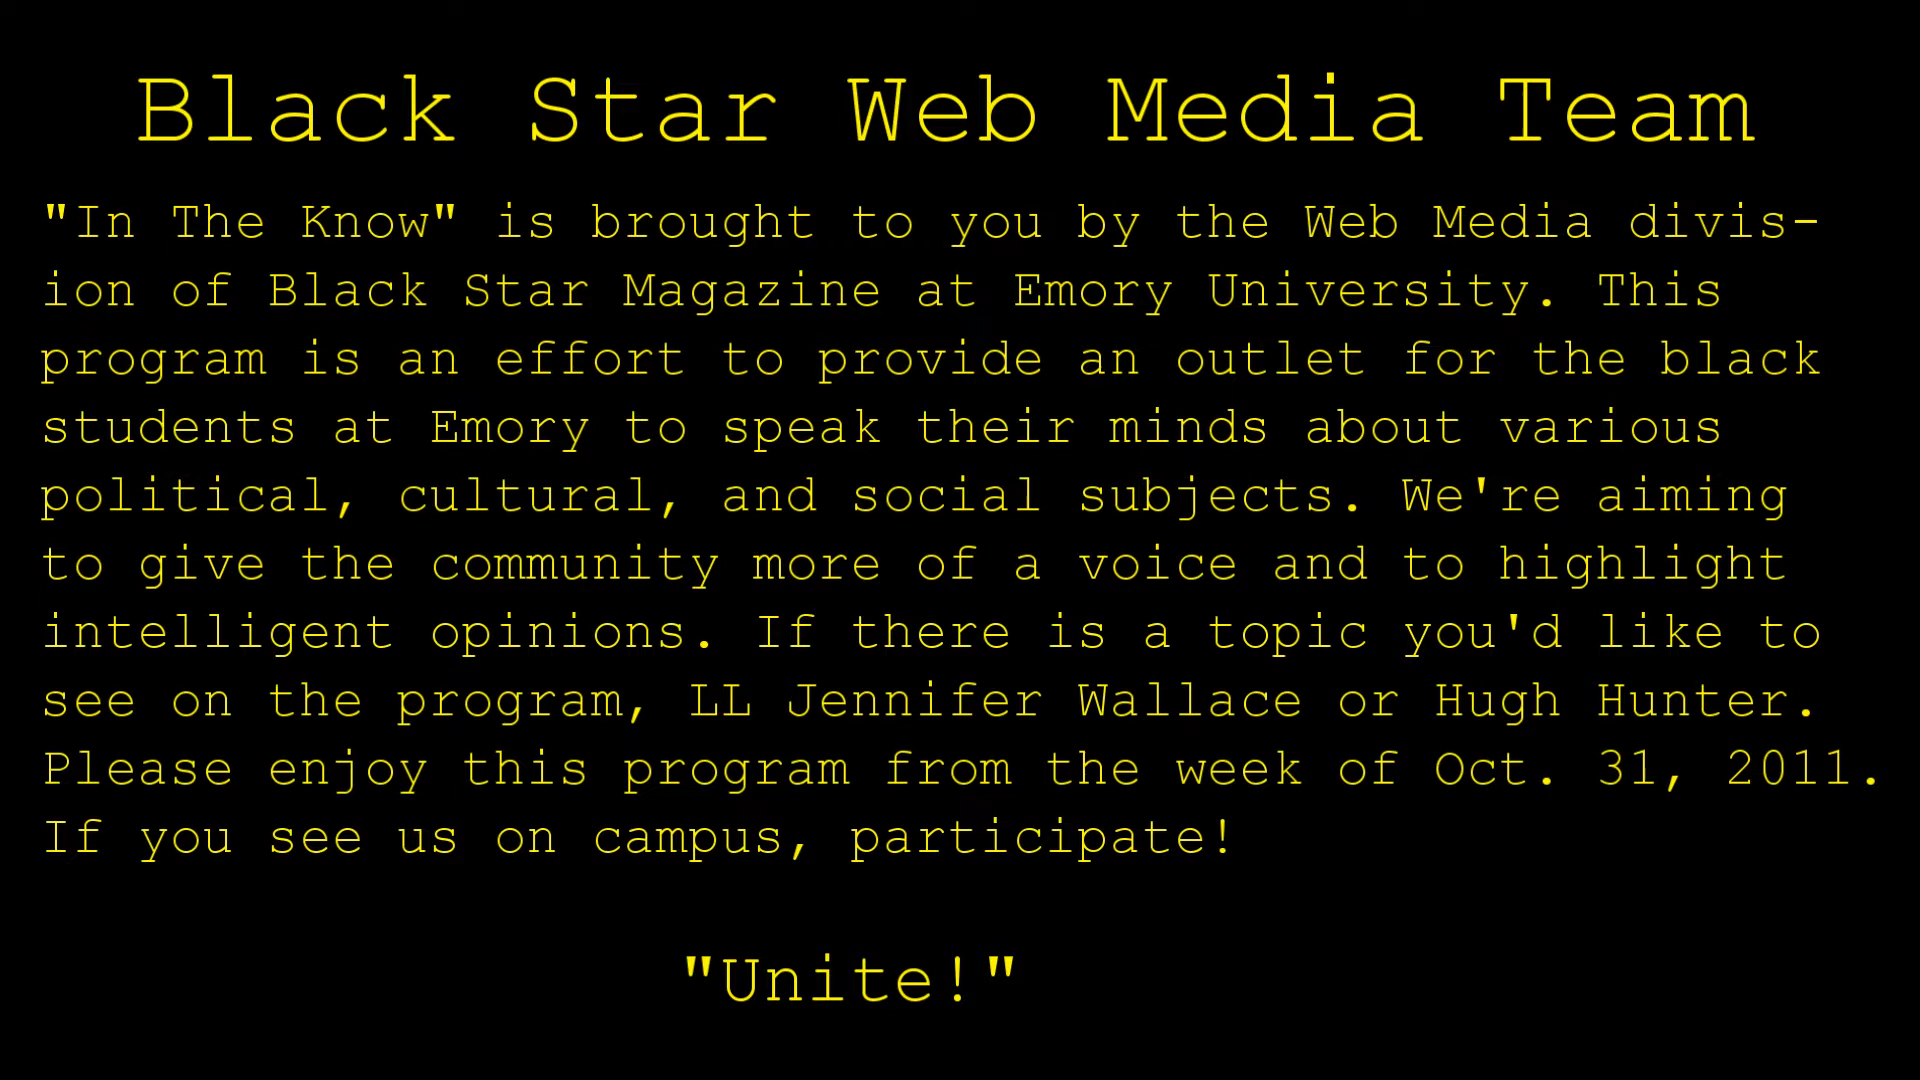 Black Star Web Media Team
"In The Know" is brought to you by the Web Media divis-
ion of Black Star Magazine at Emory University. This
program is an effort to provide an outlet for the black
students at Emory to speak their minds about various
political, cultural, and social subjects. We're aiming
to give the community more of a voice and to highlight
intelligent opinions. If there is a topic you'd like to
see on the program, LL Jennifer Wallace or Hugh Hunter.
Please enjoy this program from the week of Oct. 31, 2011.
If you see us on campus, participate!
"Unite!"